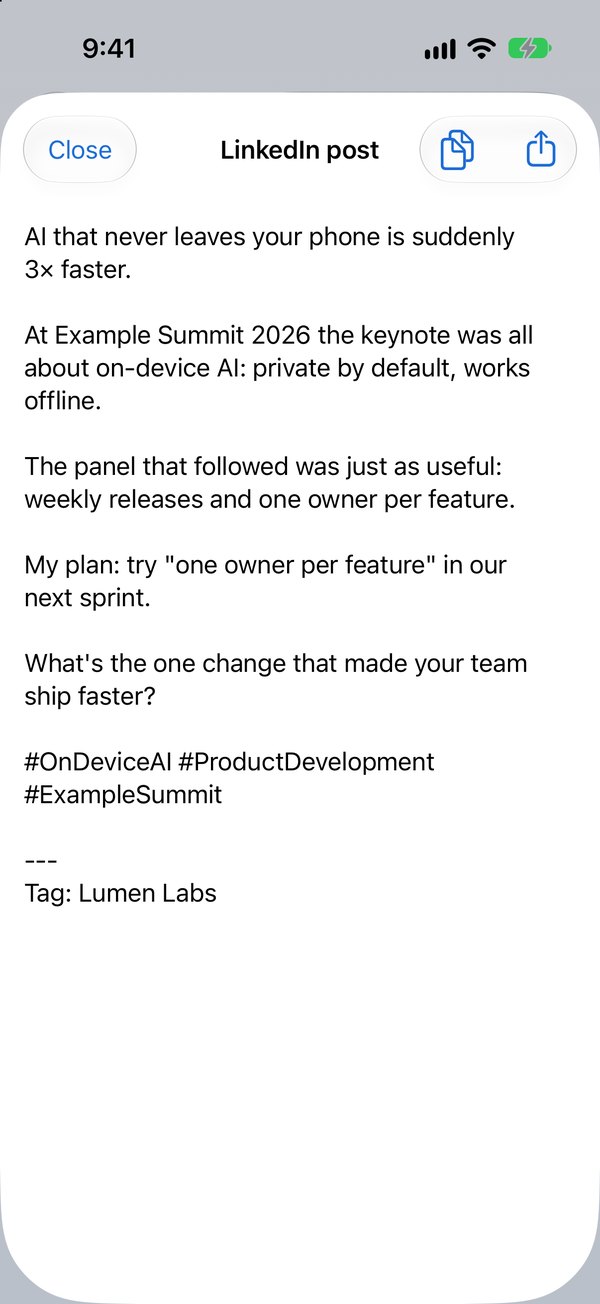 9:41
Close
LinkedIn post
AI that never leaves your phone is suddenly
3× faster.
At Example Summit 2026 the keynote was all
about on-device AI: private by default, works
offline.
The panel that followed was just as useful:
weekly releases and one owner per feature.
My plan: try "one owner per feature" in our
next sprint.
What's the one change that made your team
ship faster?
#OnDeviceAI #ProductDevelopment
#ExampleSummit
---
Tag: Lumen Labs